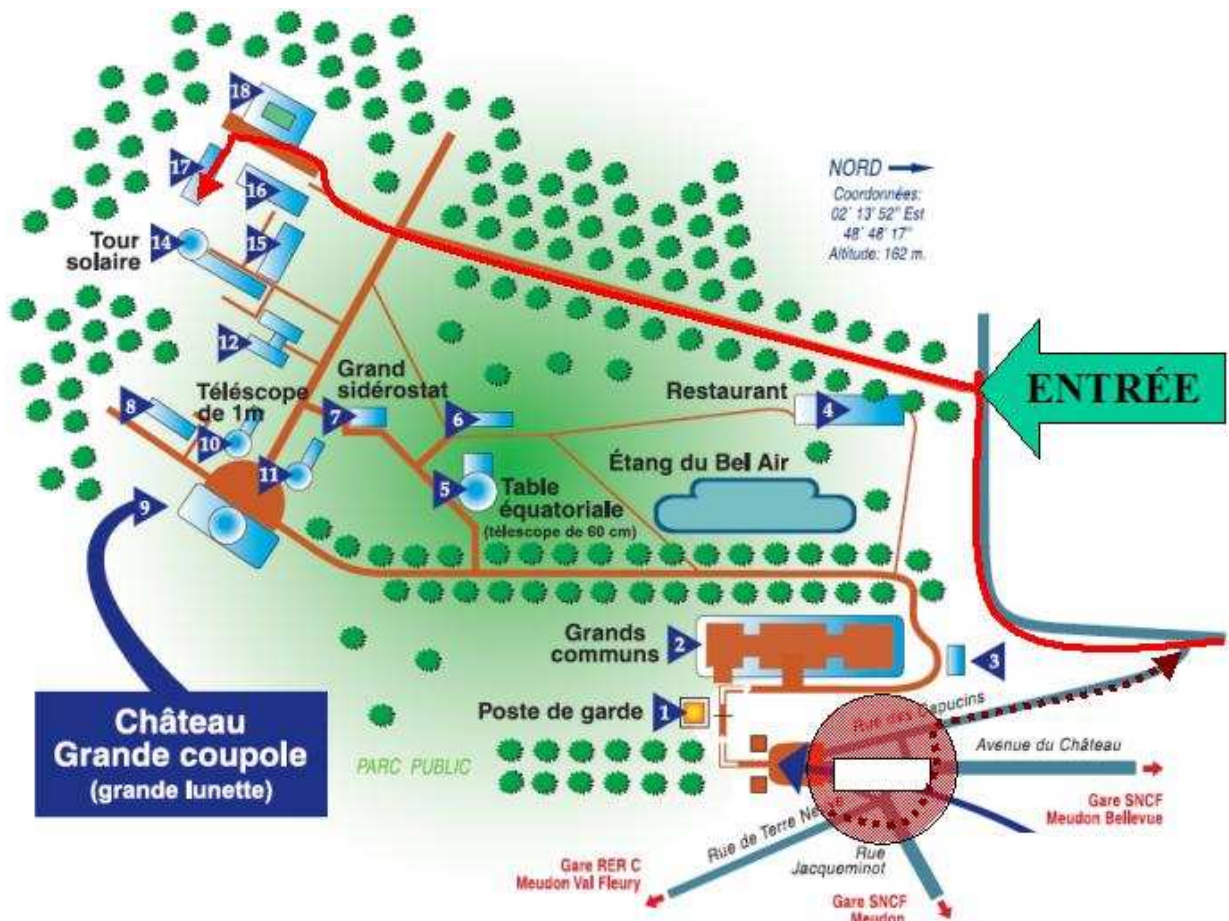 18
17
16
NORD
Coordonnées:
02° 13' 52" Est
48° 48' 17"
Altitude: 162 m.
14
Tour
solaire
15
12
ENTRÉE
Grand
sidérostat
Téléscope
de 1m
Restaurant
8
10
7
6
4
11
5
Étang du Bel Air
9
Table
équatoriale
(télescope de 60 cm)
Grands
communs
2
3
Château
Grande coupole
(grande lunette)
Poste de garde
1
Rue des Capucins
Avenue du Château
PARC PUBLIC
Gare SNCF
Meudon Bellevue
Rue de Terre
Rue
Jacqueminot
Gare RER C
Meudon Val Fleury
Gare SNCF
Meudon